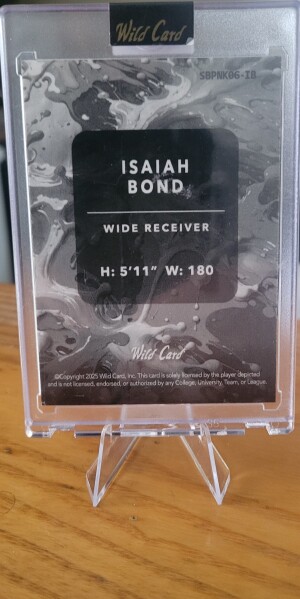 Wild Card
SBPNK06-IB
ISAIAH
BOND
WIDE RECEIVER
H: 5'11" W: 180
Wild Card
©Copyright 2025 Wild Card, Inc. This card is solely licensed by the player depicted
and is not licensed, endorsed, or authorized by any College, University, Team, or League.